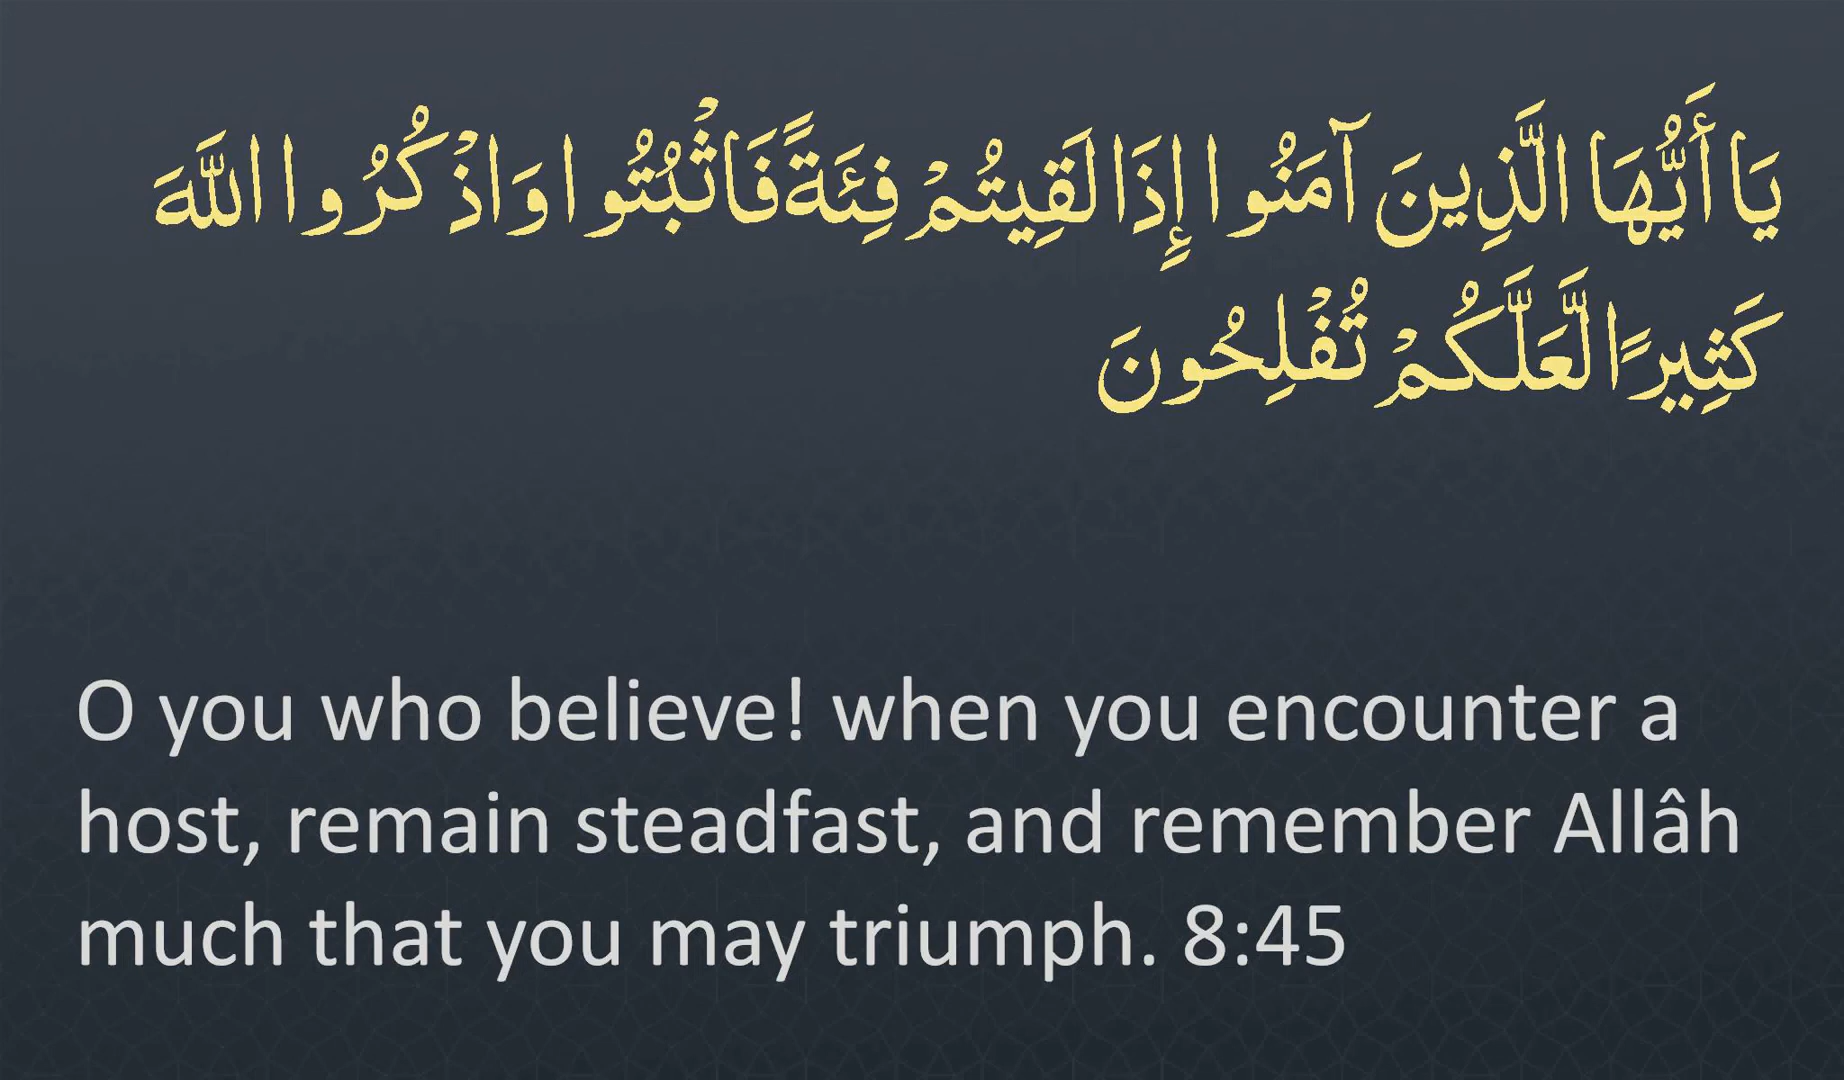 يَا أَيُّهَا الَّذِينَ آمَنُوا إِذَا لَقِيتُمْ فِئَةً فَاثْبُتُوا وَاذْكُرُوا اللَّهَ
كَثِيرًا لَّعَلَّكُمْ تُفْلِحُونَ
O you who believe! when you encounter a
host, remain steadfast, and remember Allâh
much that you may triumph. 8:45